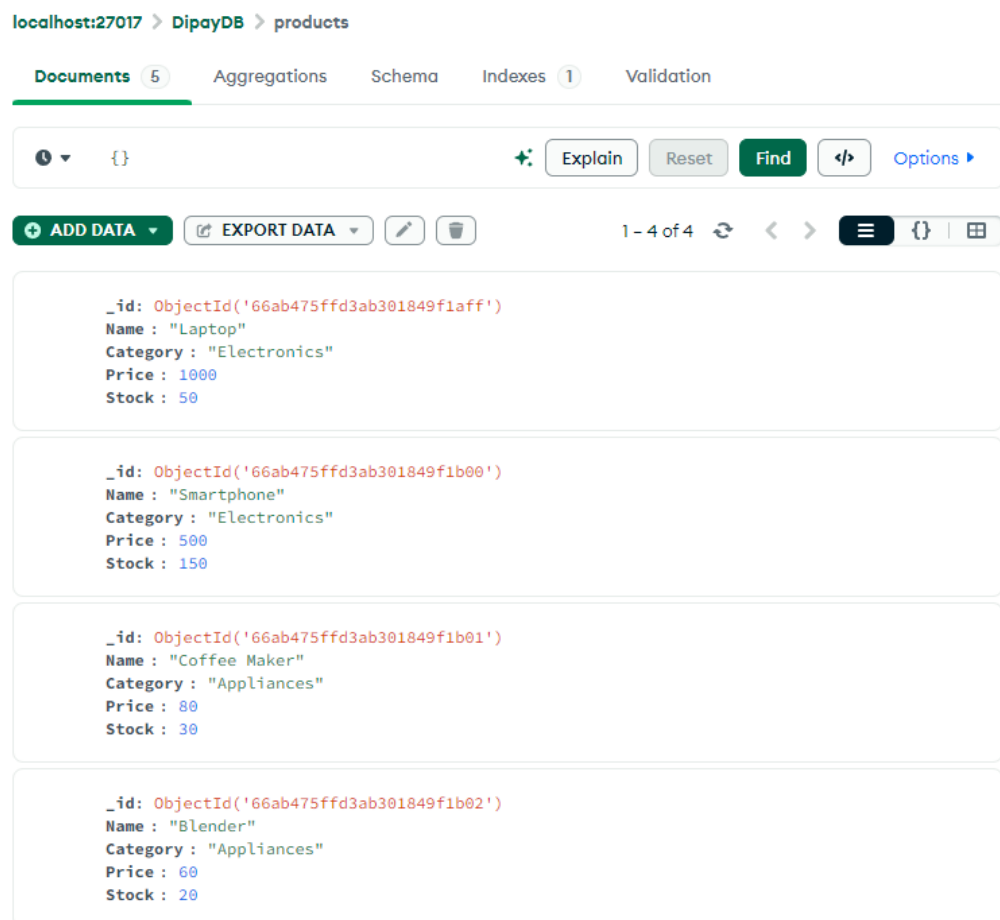 localhost:27017 > DipayDB > products
Documents 5 Aggregations Schema Indexes 1 Validation
{} Explain Reset Find </> Options
ADD DATA EXPORT DATA 1 – 4 of 4 {}
_id: ObjectId('66ab475ffd3ab301849f1aff')
Name : "Laptop"
Category : "Electronics"
Price : 1000
Stock : 50
_id: ObjectId('66ab475ffd3ab301849f1b00')
Name : "Smartphone"
Category : "Electronics"
Price : 500
Stock : 150
_id: ObjectId('66ab475ffd3ab301849f1b01')
Name : "Coffee Maker"
Category : "Appliances"
Price : 80
Stock : 30
_id: ObjectId('66ab475ffd3ab301849f1b02')
Name : "Blender"
Category : "Appliances"
Price : 60
Stock : 20